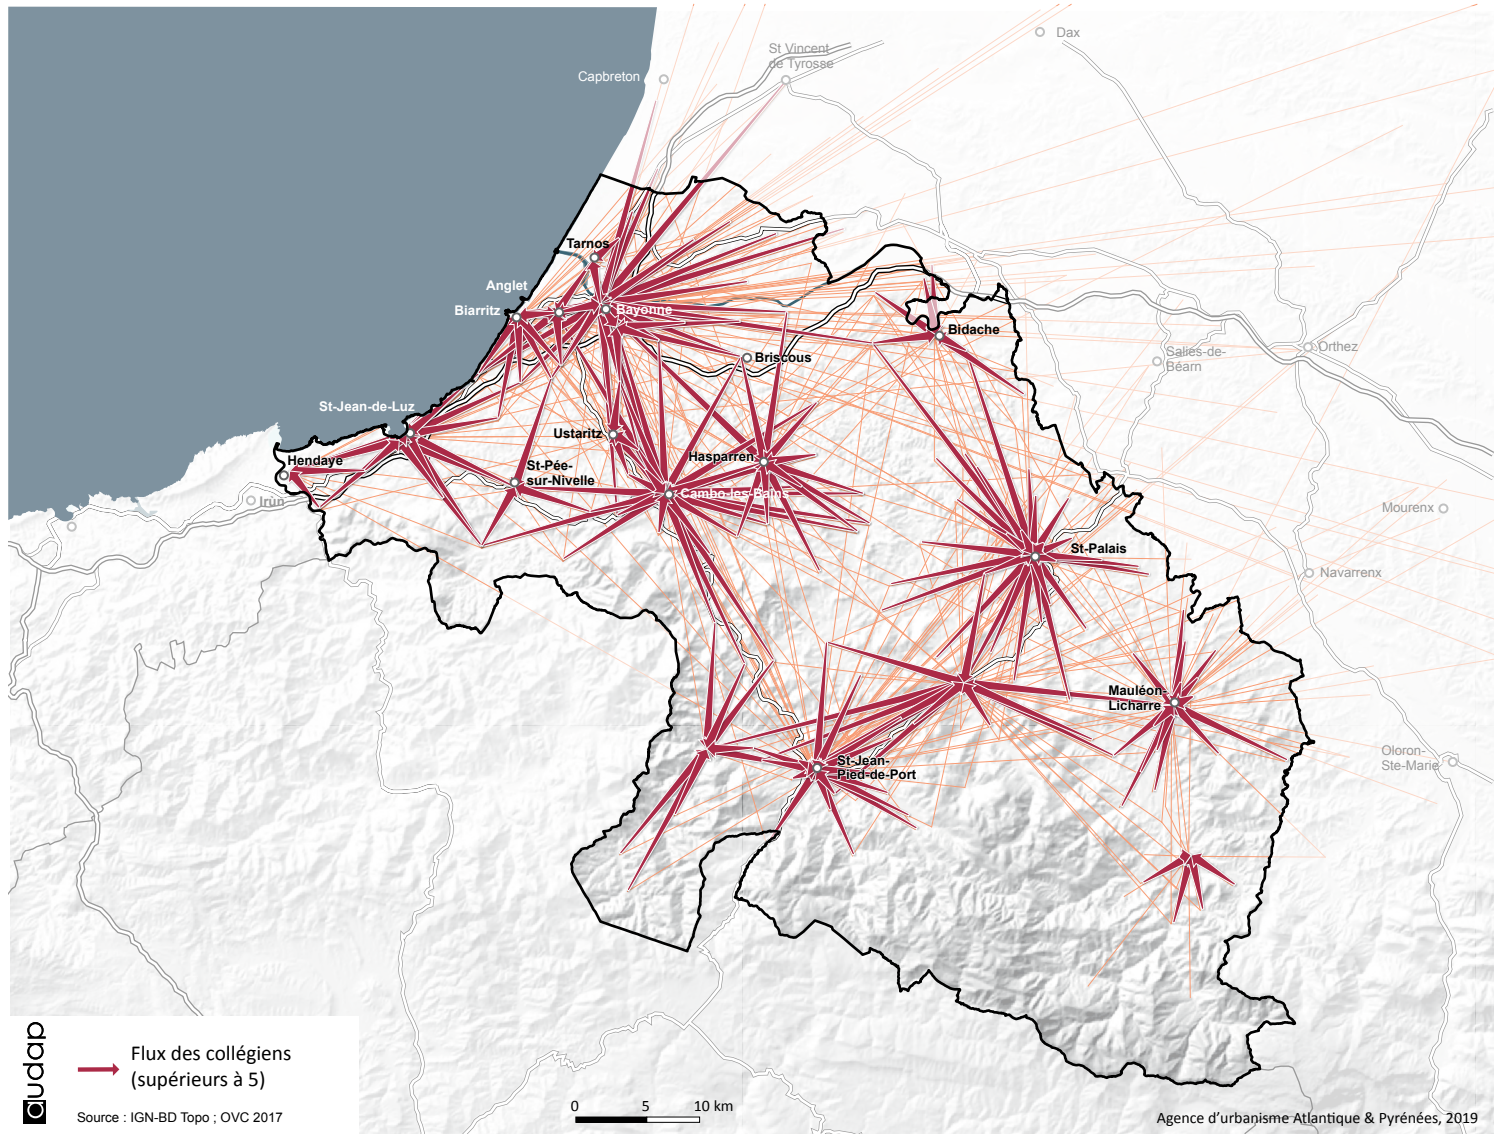 Dax
St Vincent
de Tyrosse
Capbreton
Tarnos
Anglet
Biarritz
Bayonne
Bidache
Briscous
Orthez
Salies-de-
Béarn
St-Jean-de-Luz
Ustaritz
Hasparren
Hendaye
St-Pée-
sur-Nivelle
Cambo-les-Bains
Irun
Mourenx
St-Palais
Navarrenx
Mauléon-
Licharre
Oloron-
Ste-Marie
St-Jean-
Pied-de-Port
audap
Flux des collégiens
(supérieurs à 5)
Source : IGN-BD Topo ; OVC 2017
0 5 10 km
Agence d'urbanisme Atlantique & Pyrénées, 2019